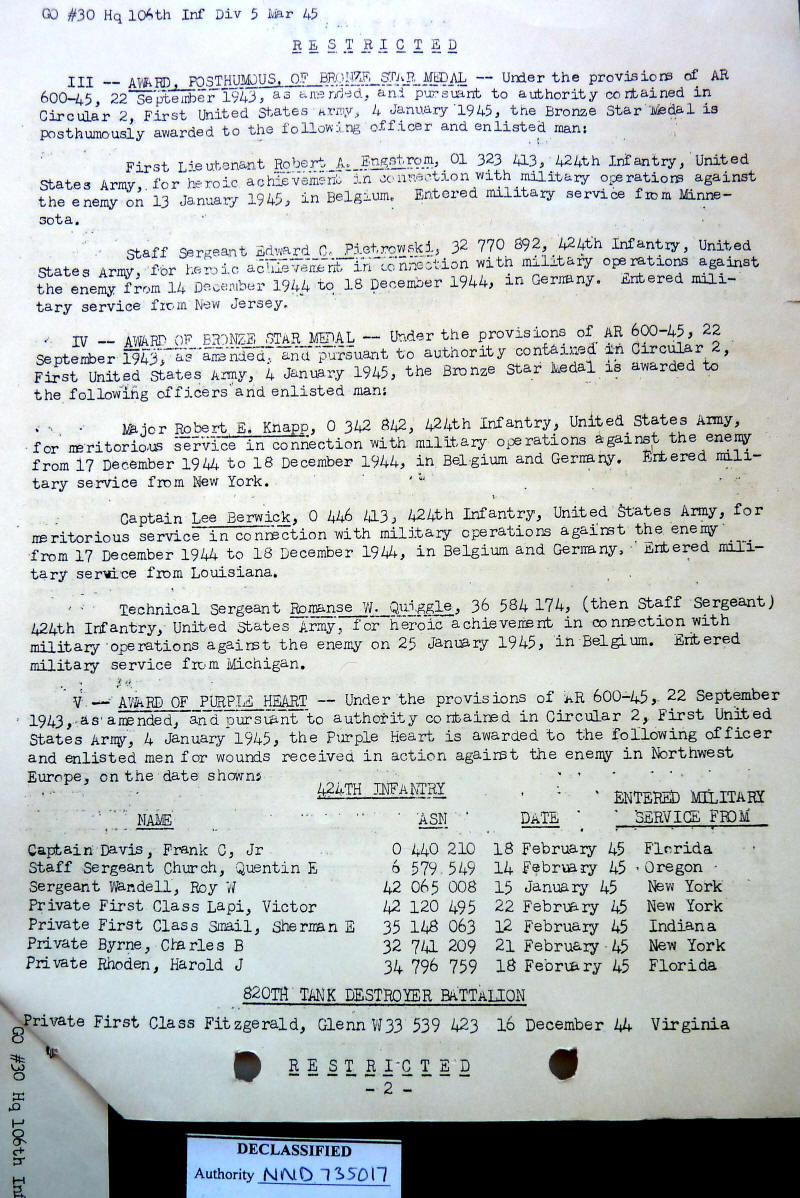 GO #30 Hq 106th Inf Div 5 Mar 45
R E S T R I C T E D
III -- AWARD, POSTHUMOUS, OF BRONZE STAR MEDAL -- Under the provisions of AR
600-45, 22 September 1943, as amended, and pursuant to authority contained in
Circular 2, First United States Army, 4 January 1945, the Bronze Star Medal is
posthumously awarded to the following officer and enlisted man:
First Lieutenant Robert A. Engstrom, 01 323 413, 424th Infantry, United
States Army, for heroic achievement in connection with military operations against
the enemy on 13 January 1945, in Belgium. Entered military service from Minne-
sota.
Staff Sergeant Edward C. Pietrowski, 32 770 892, 424th Infantry, United
States Army, for heroic achievement in connection with military operations against
the enemy from 14 December 1944 to 18 December 1944, in Germany. Entered mili-
tary service from New Jersey.
IV -- AWARD OF BRONZE STAR MEDAL -- Under the provisions of AR 600-45, 22
September 1943, as amended, and pursuant to authority contained in Circular 2,
First United States Army, 4 January 1945, the Bronze Star Medal is awarded to
the following officers and enlisted man:
Major Robert E. Knapp, O 342 842, 424th Infantry, United States Army,
for meritorious service in connection with military operations against the enemy
from 17 December 1944 to 18 December 1944, in Belgium and Germany. Entered mili-
tary service from New York.
Captain Lee Berwick, O 446 413, 424th Infantry, United States Army, for
meritorious service in connection with military operations against the enemy
from 17 December 1944 to 18 December 1944, in Belgium and Germany. Entered mili-
tary service from Louisiana.
Technical Sergeant Romanse W. Quiggle, 36 584 174, (then Staff Sergeant)
424th Infantry, United States Army, for heroic achievement in connection with
military operations against the enemy on 25 January 1945, in Belgium. Entered
military service from Michigan.
V -- AWARD OF PURPLE HEART -- Under the provisions of AR 600-45, 22 September
1943, as amended, and pursuant to authority contained in Circular 2, First United
States Army, 4 January 1945, the Purple Heart is awarded to the following officer
and enlisted men for wounds received in action against the enemy in Northwest
Europe, on the date shown:
424TH INFANTRY
ENTERED MILITARY
NAME ASN DATE SERVICE FROM
Captain Davis, Frank C, Jr O 440 210 18 February 45 Florida
Staff Sergeant Church, Quentin E 6 579 549 14 February 45 Oregon
Sergeant Wandell, Roy W 42 065 008 15 January 45 New York
Private First Class Lapi, Victor 42 120 495 22 February 45 New York
Private First Class Smail, Sherman E 35 148 063 12 February 45 Indiana
Private Byrne, Charles B 32 741 209 21 February 45 New York
Private Rhoden, Harold J 34 796 759 18 February 45 Florida
820TH TANK DESTROYER BATTALION
Private First Class Fitzgerald, Glenn W 33 539 423 16 December 44 Virginia
R E S T R I C T E D
- 2 -
GO #30 Hq 106th Inf
DECLASSIFIED
Authority NND 735017